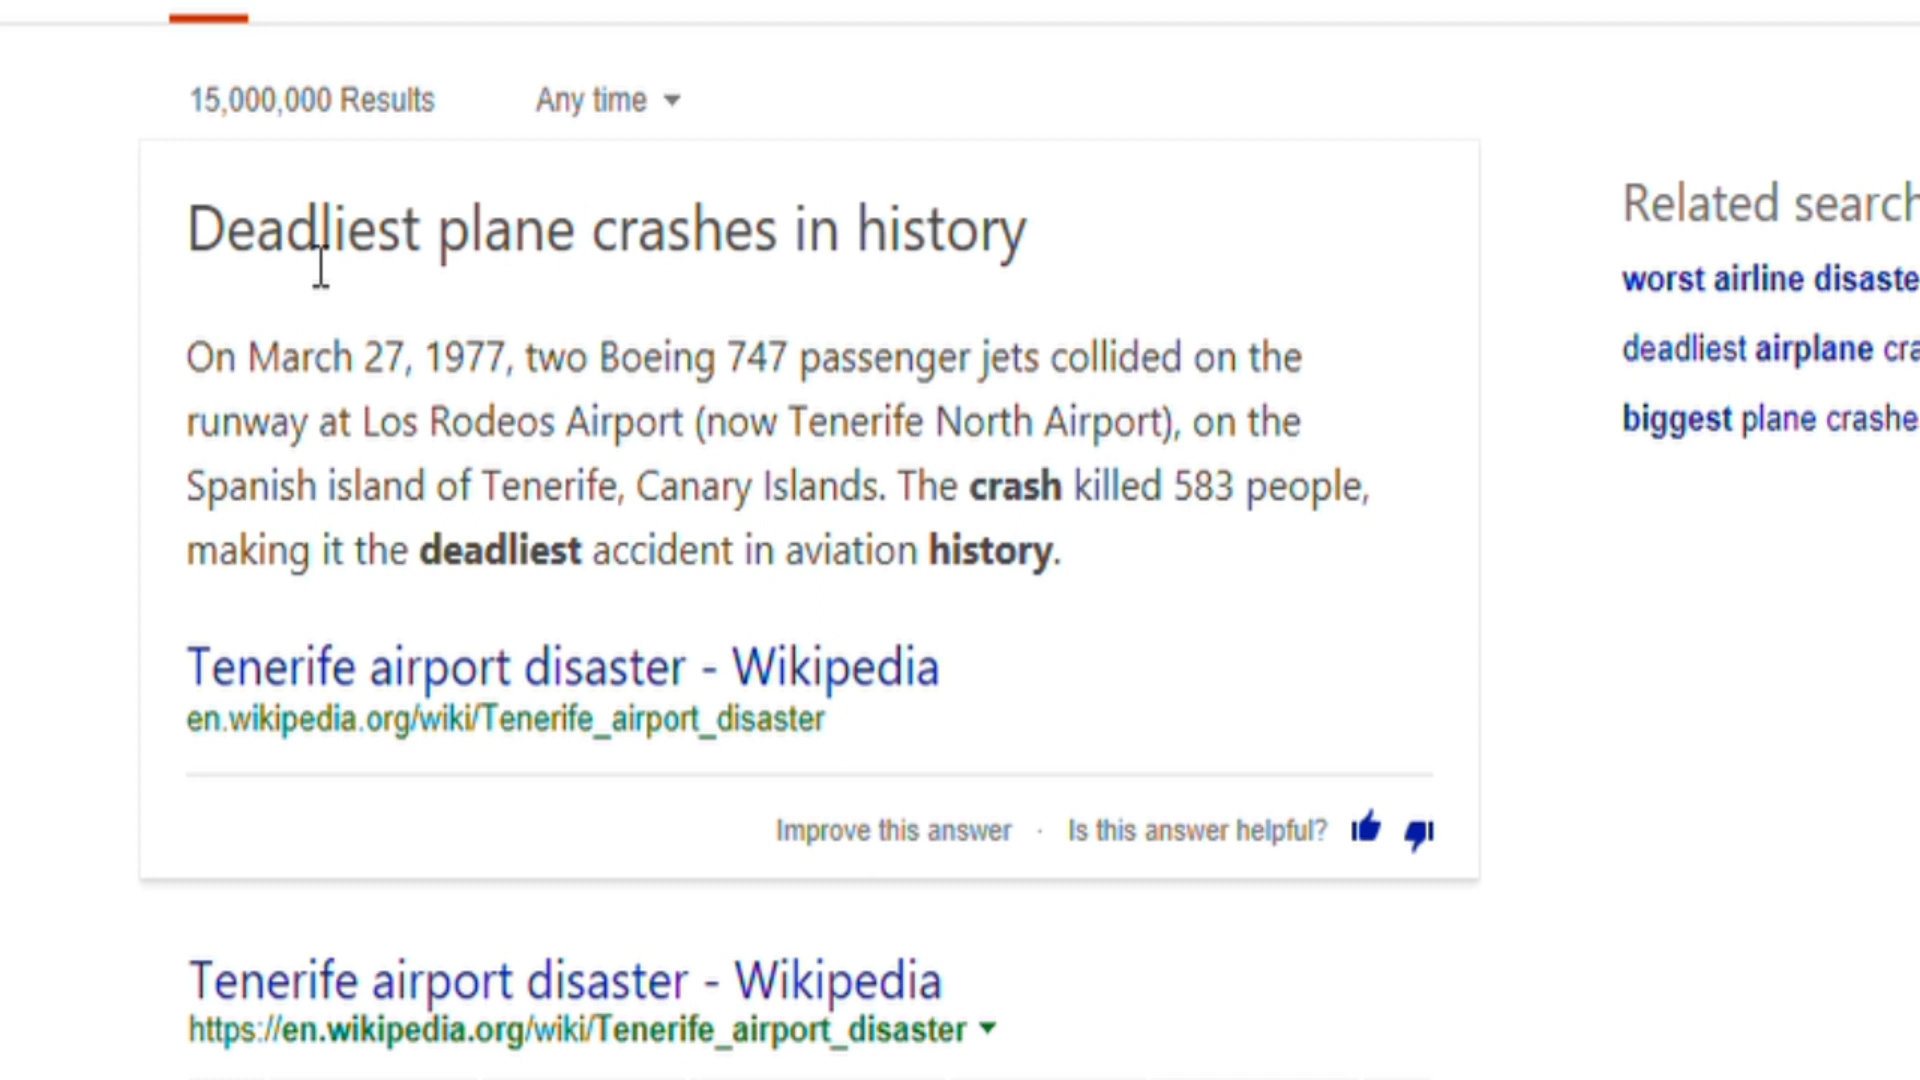 15,000,000 Results Any time
Deadliest plane crashes in history
On March 27, 1977, two Boeing 747 passenger jets collided on the
runway at Los Rodeos Airport (now Tenerife North Airport), on the
Spanish island of Tenerife, Canary Islands. The crash killed 583 people,
making it the deadliest accident in aviation history.
Tenerife airport disaster - Wikipedia
en.wikipedia.org/wiki/Tenerife_airport_disaster
Improve this answer · Is this answer helpful?
Tenerife airport disaster - Wikipedia
https://en.wikipedia.org/wiki/Tenerife_airport_disaster
Related search
worst airline disaste
deadliest airplane cra
biggest plane crashe